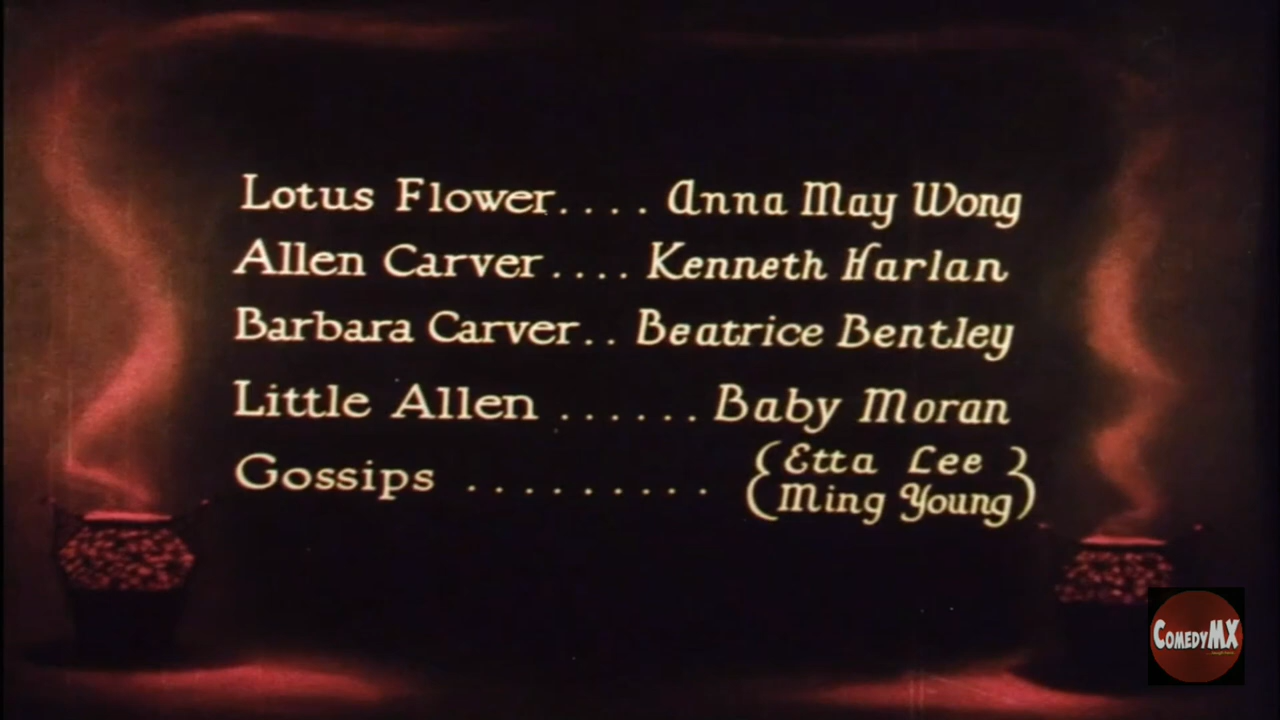 Lotus Flower.... Anna May Wong
Allen Carver.... Kenneth Harlan
Barbara Carver.. Beatrice Bentley
Little Allen ...... Baby Moran
Gossips .......... (Etta Lee)
(Ming Young)
COMEDYMX